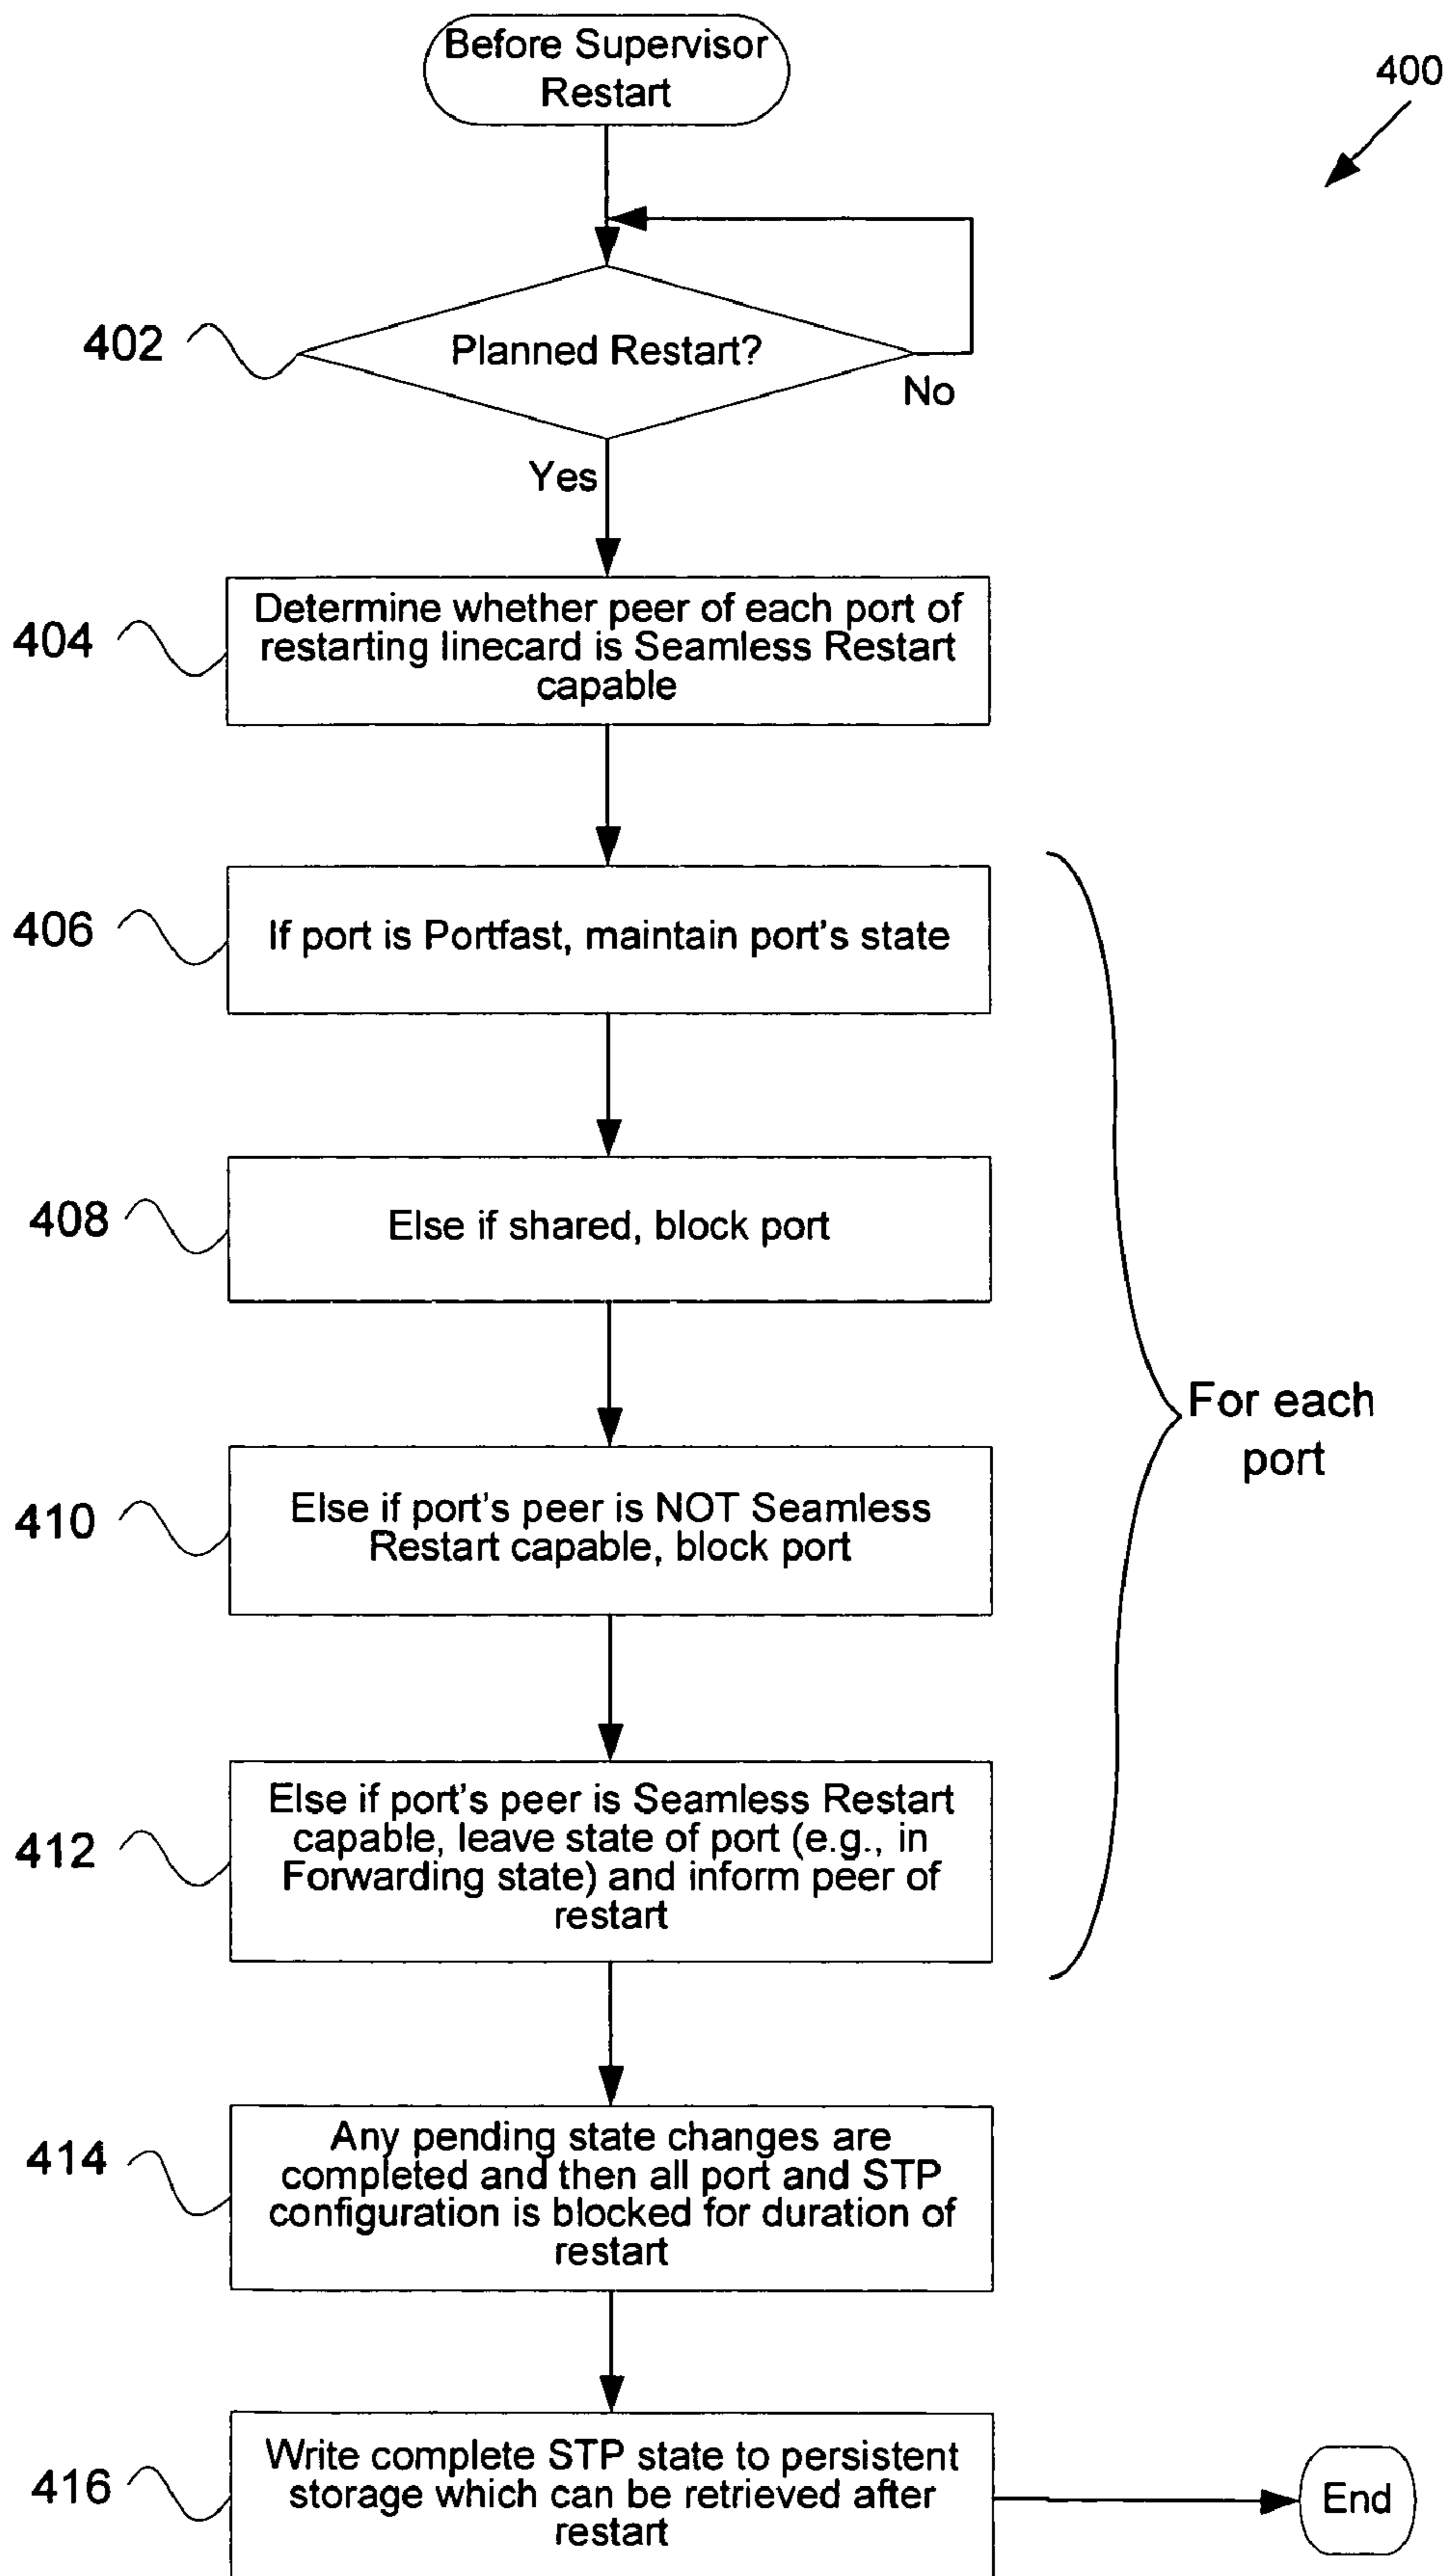 Before Supervisor
Restart
400
402
Planned Restart?
No
Yes
404
Determine whether peer of each port of
restarting linecard is Seamless Restart
capable
406
If port is Portfast, maintain port's state
408
Else if shared, block port
For each
port
410
Else if port's peer is NOT Seamless
Restart capable, block port
412
Else if port's peer is Seamless Restart
capable, leave state of port (e.g., in
Forwarding state) and inform peer of
restart
414
Any pending state changes are
completed and then all port and STP
configuration is blocked for duration of
restart
416
Write complete STP state to persistent
storage which can be retrieved after
restart
End